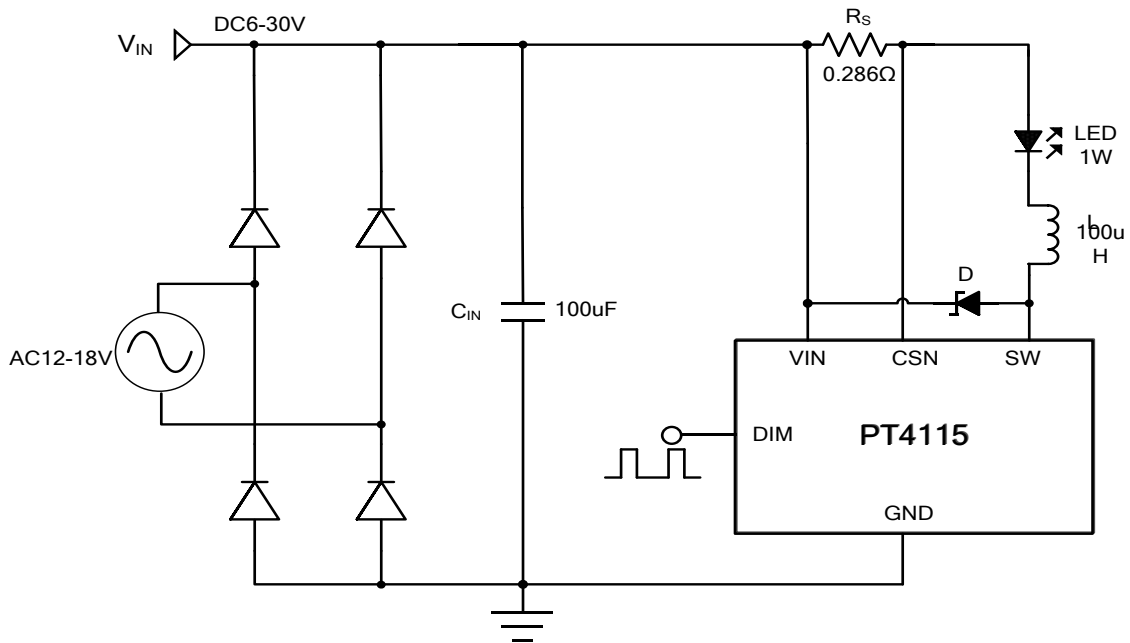 DC6-30V
VIN
RS
0.286Ω
LED
1W
L
100u
H
D
CIN
100uF
AC12-18V
VIN
CSN
SW
DIM
PT4115
GND